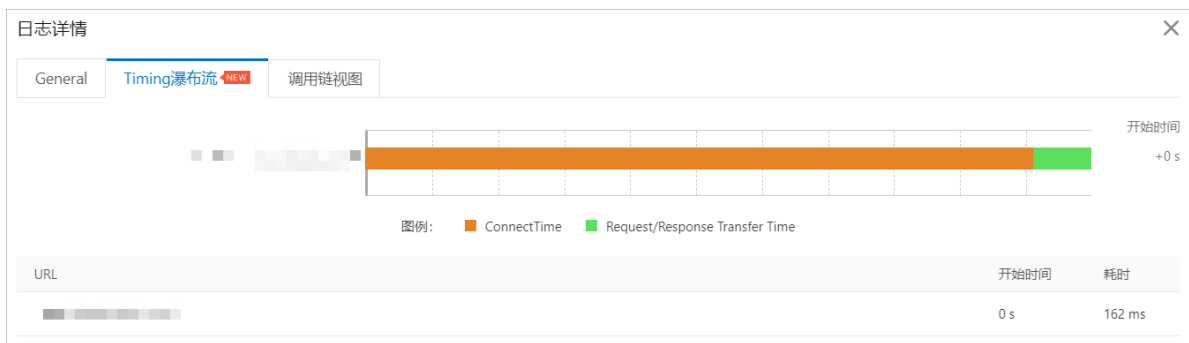 日志详情
General Timing瀑布流 NEW 调用链视图
开始时间
+0 s
图例: ConnectTime Request/Response Transfer Time
URL 开始时间 耗时
0 s 162 ms